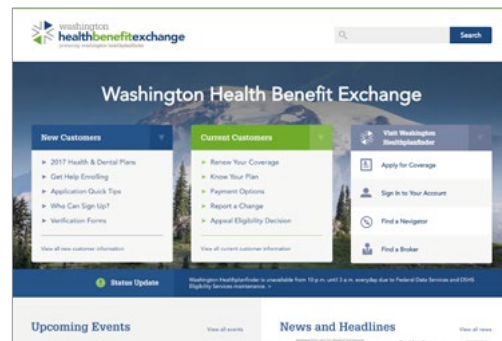 washington
healthbenefitexchange
powering washington healthplanfinder
Search
Washington Health Benefit Exchange
New Customers
2017 Health & Dental Plans
Get Help Enrolling
Application Quick Tips
Who Can Sign Up?
Verification Forms
View all new customer information
Current Customers
Renew Your Coverage
Know Your Plan
Payment Options
Report a Change
Appeal Eligibility Decision
View all current customer information
Visit Washington
Healthplanfinder
Apply for Coverage
Sign In to Your Account
Find a Navigator
Find a Broker
Status Update
Washington Healthplanfinder is unavailable from 10 p.m. until 3 a.m. everyday due to Federal Data Services and DSHS
Eligibility Services maintenance. >
Upcoming Events
View all events
News and Headlines
View all news